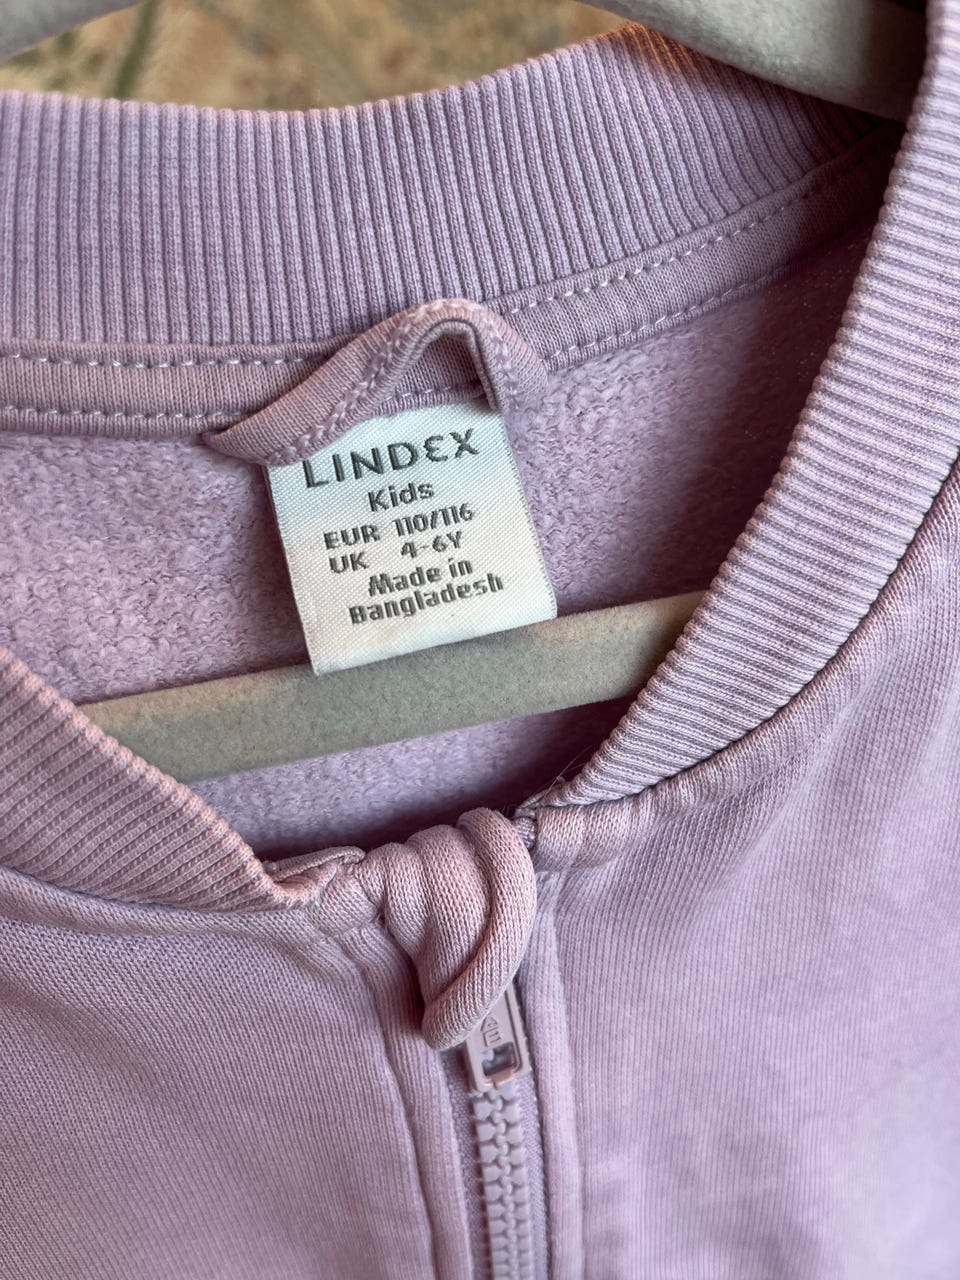 LINDEX
Kids
EUR 110/116
UK 4-6Y
Made in
Bangladesh